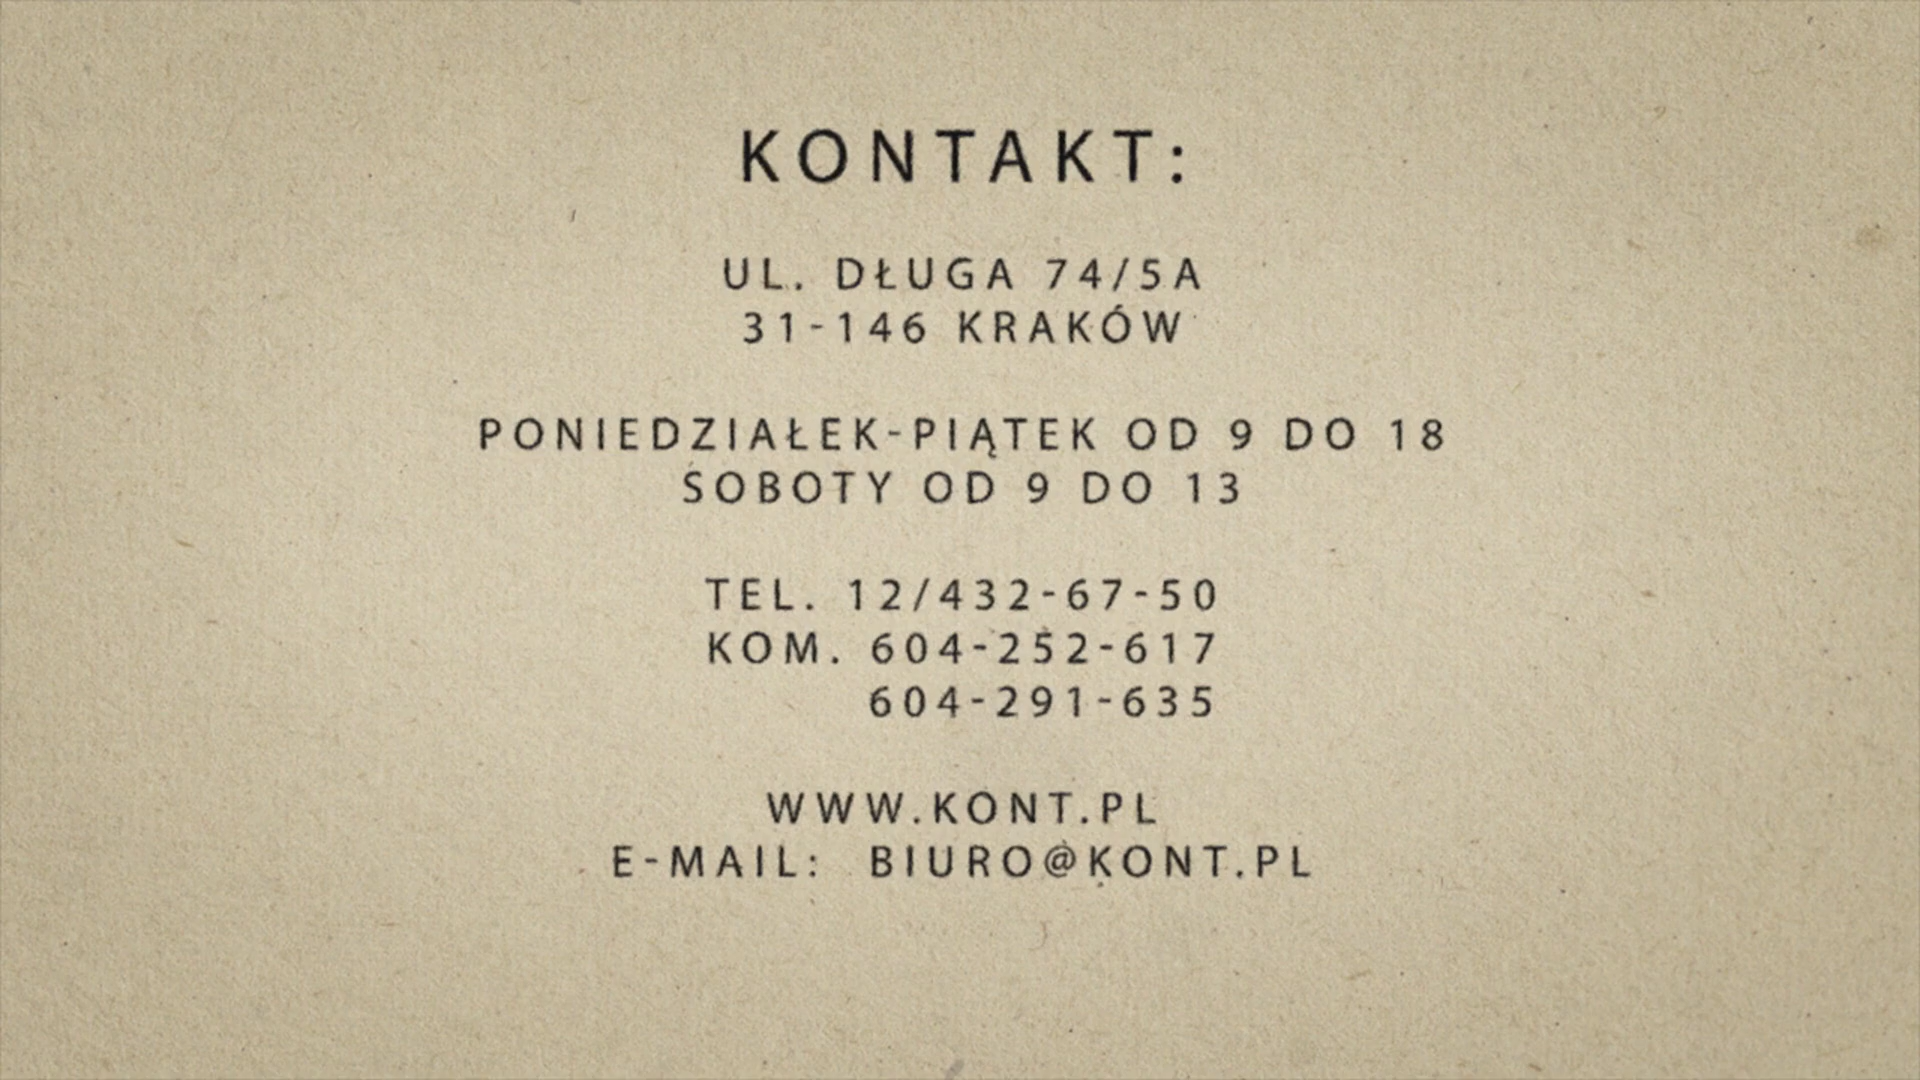 KONTAKT:
UL. DŁUGA 74/5A
31-146 KRAKÓW
PONIEDZIAŁEK-PIĄTEK OD 9 DO 18
SOBOTY OD 9 DO 13
TEL. 12/432-67-50
KOM. 604-252-617
604-291-635
WWW.KONT.PL
E-MAIL: BIURO@KONT.PL